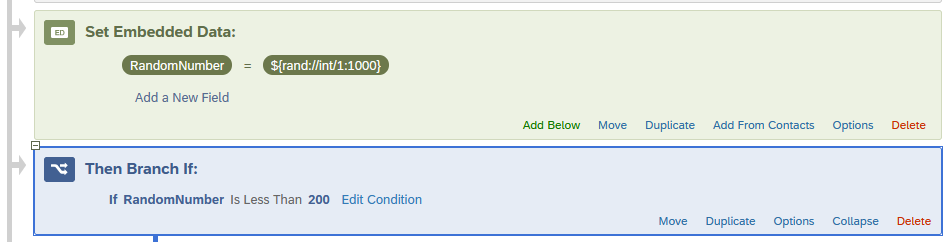 ED Set Embedded Data:
RandomNumber = ${rand://int/1:1000}
Add a New Field
Add Below Move Duplicate Add From Contacts Options Delete
Then Branch If:
If RandomNumber Is Less Than 200 Edit Condition
Move Duplicate Options Collapse Delete